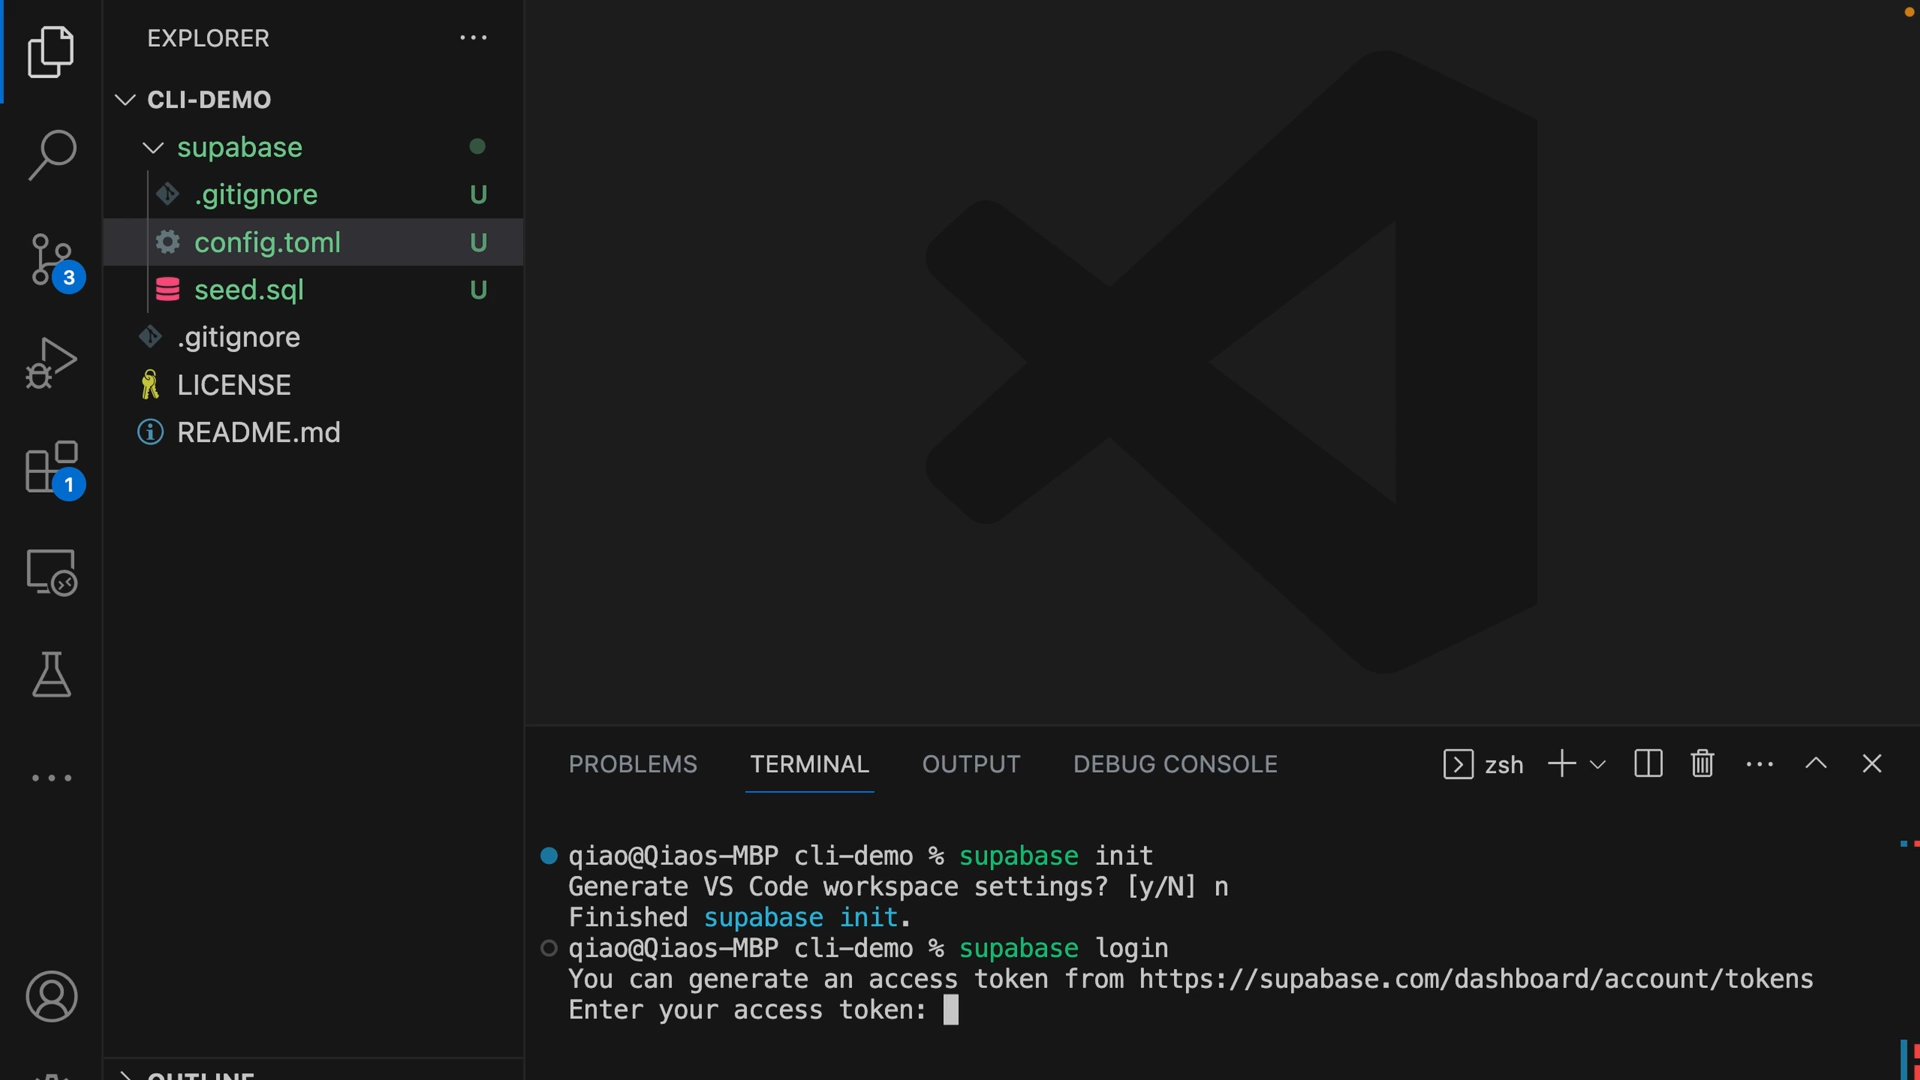 EXPLORER
CLI-DEMO
supabase
.gitignore U
config.toml U
3
seed.sql U
.gitignore
LICENSE
README.md
1
PROBLEMS TERMINAL OUTPUT DEBUG CONSOLE zsh
qiao@Qiaos-MBP cli-demo % supabase init
Generate VS Code workspace settings? [y/N] n
Finished supabase init.
qiao@Qiaos-MBP cli-demo % supabase login
You can generate an access token from https://supabase.com/dashboard/account/tokens
Enter your access token:
OUTLINE